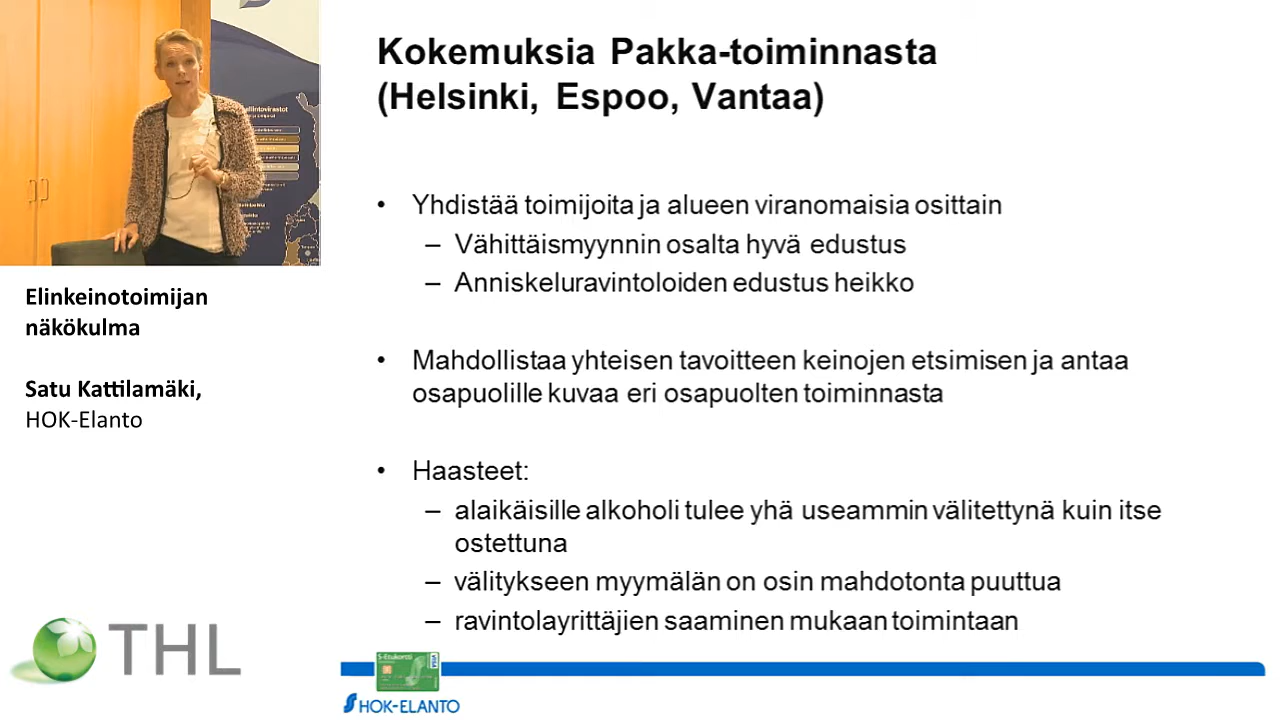 Kokemuksia Pakka-toiminnasta
(Helsinki, Espoo, Vantaa)
• Yhdistää toimijoita ja alueen viranomaisia osittain
– Vähittäismyynnin osalta hyvä edustus
– Anniskeluravintoloiden edustus heikko
• Mahdollistaa yhteisen tavoitteen keinojen etsimisen ja antaa
osapuolille kuvaa eri osapuolten toiminnasta
• Haasteet:
– alaikäisille alkoholi tulee yhä useammin välitettynä kuin itse
ostettuna
– välitykseen myymälän on osin mahdotonta puuttua
– ravintolayrittäjien saaminen mukaan toimintaan
Elinkeinotoimijan
näkökulma
Satu Kattilamäki,
HOK-Elanto
THL
S-Etukortti
VISA
HOK-ELANTO